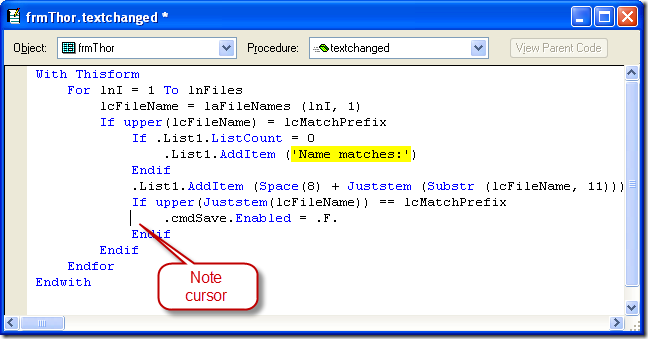 frmThor.textchanged *
Object: frmThor Procedure: textchanged View Parent Code
With Thisform
For lnI = 1 To lnFiles
lcFileName = laFileNames (lnI, 1)
If upper(lcFileName) = lcMatchPrefix
If .List1.ListCount = 0
.List1.AddItem ('Name matches:')
Endif
.List1.AddItem (Space(8) + Juststem (Substr (lcFileName, 11)))
If upper(Juststem(lcFileName)) == lcMatchPrefix
.cmdSave.Enabled = .F.
Endif
Endif
Endfor
Endwith
Note
cursor